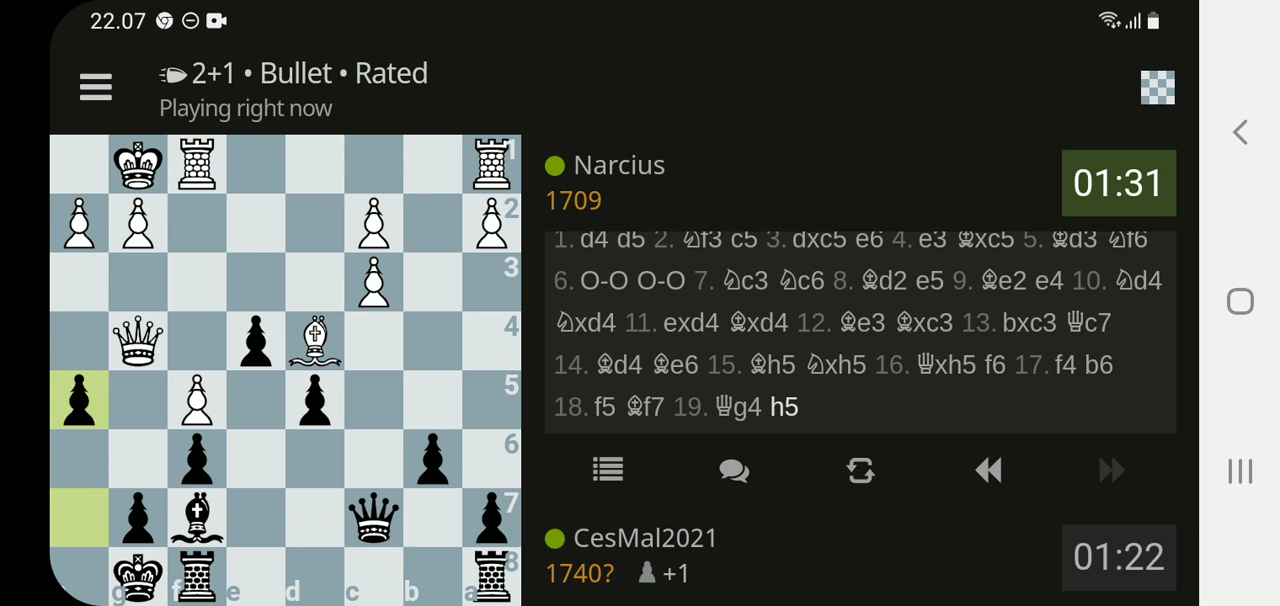 22.07
2+1 • Bullet • Rated
Playing right now
Narcius
1709
01:31
1. d4 d5 2. ♘f3 c5 3. dxc5 e6 4. e3 ♗xc5 5. ♗d3 ♘f6
6. O-O O-O 7. ♘c3 ♘c6 8. ♗d2 e5 9. ♗e2 e4 10. ♘d4
♘xd4 11. exd4 ♗xd4 12. ♗e3 ♗xc3 13. bxc3 ♕c7
14. ♗d4 ♗e6 15. ♗h5 ♘xh5 16. ♕xh5 f6 17. f4 b6
18. f5 ♗f7 19. ♕g4 h5
CesMal2021
1740? +1
01:22
1
2
3
4
5
6
7
8
g f e d c b a